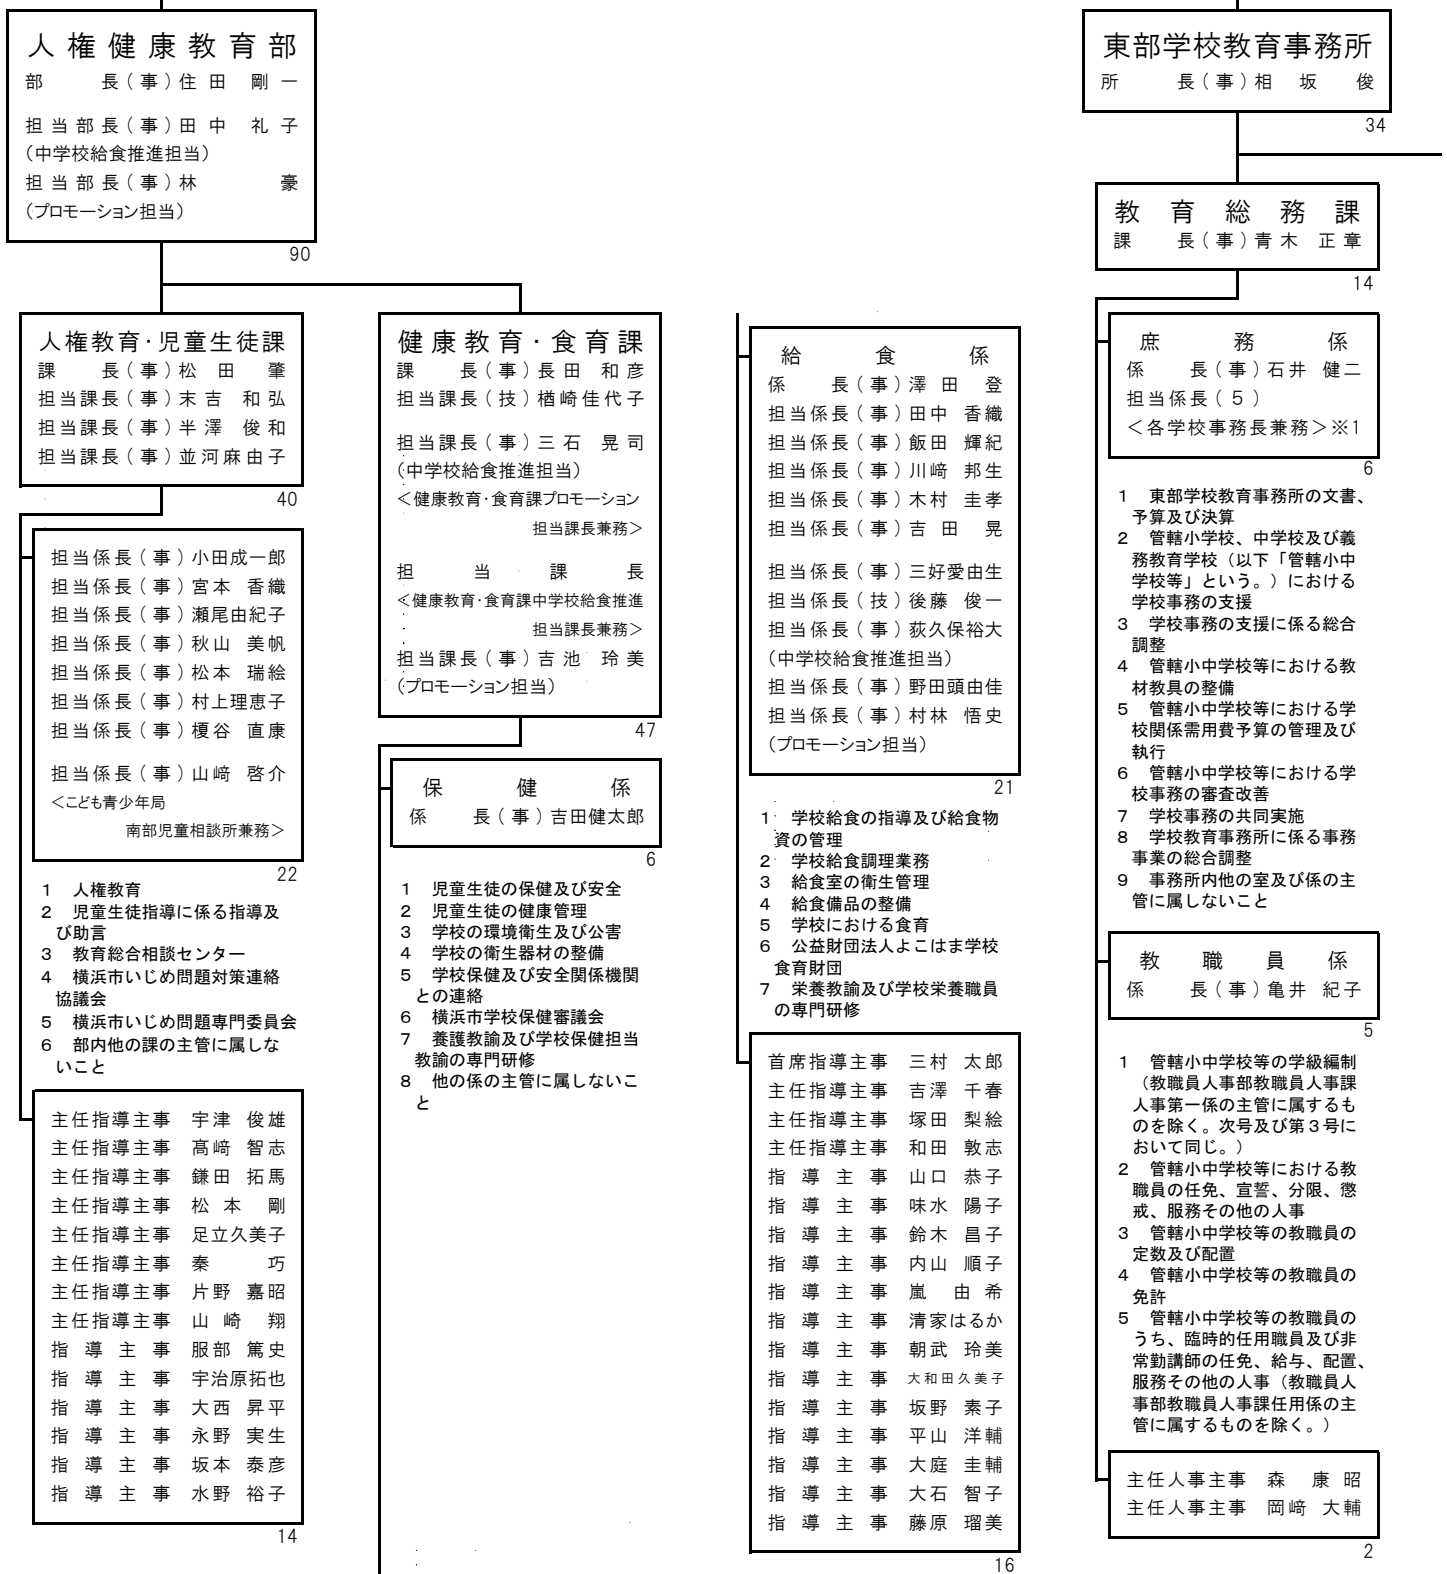 人権健康教育部
部長(事)住田 剛一
担当部長(事)田中 礼子
(中学校給食推進担当)
担当部長(事)林 豪
(プロモーション担当)
90
人権教育・児童生徒課
課長(事)松田 肇
担当課長(事)末吉 和弘
担当課長(事)半澤 俊和
担当課長(事)並河麻由子
40
担当係長(事)小田成一郎
担当係長(事)宮本 香織
担当係長(事)瀬尾由紀子
担当係長(事)秋山 美帆
担当係長(事)松本 瑞絵
担当係長(事)村上理恵子
担当係長(事)榎谷 直康
担当係長(事)山﨑 啓介
<こども青少年局
南部児童相談所兼務>
22
1 人権教育
2 児童生徒指導に係る指導及
び助言
3 教育総合相談センター
4 横浜市いじめ問題対策連絡
協議会
5 横浜市いじめ問題専門委員会
6 部内他の課の主管に属しな
いこと
主任指導主事 宇津 俊雄
主任指導主事 髙﨑 智志
主任指導主事 鎌田 拓馬
主任指導主事 松本 剛
主任指導主事 足立久美子
主任指導主事 秦 巧
主任指導主事 片野 嘉昭
主任指導主事 山崎 翔
指導主事 服部 篤史
指導主事 宇治原拓也
指導主事 大西 昇平
指導主事 永野 実生
指導主事 坂本 泰彦
指導主事 水野 裕子
14
健康教育・食育課
課長(事)長田 和彦
担当課長(技)楢崎佳代子
担当課長(事)三石 晃司
(中学校給食推進担当)
<健康教育・食育課プロモーション
担当課長兼務>
担当課長
<健康教育・食育課中学校給食推進
担当課長兼務>
担当課長(事)吉池 玲美
(プロモーション担当)
47
保健係
係長(事)吉田健太郎
6
1 児童生徒の保健及び安全
2 児童生徒の健康管理
3 学校の環境衛生及び公害
4 学校の衛生器材の整備
5 学校保健及び安全関係機関
との連絡
6 横浜市学校保健審議会
7 養護教諭及び学校保健担当
教諭の専門研修
8 他の係の主管に属しないこ
と
給食係
係長(事)澤田 登
担当係長(事)田中 香織
担当係長(事)飯田 輝紀
担当係長(事)川﨑 邦生
担当係長(事)木村 圭孝
担当係長(事)吉田 晃
担当係長(事)三好愛由生
担当係長(技)後藤 俊一
担当係長(事)荻久保裕大
(中学校給食推進担当)
担当係長(事)野田頭由佳
担当係長(事)村林 悟史
(プロモーション担当)
21
1 学校給食の指導及び給食物
資の管理
2 学校給食調理業務
3 給食室の衛生管理
4 給食備品の整備
5 学校における食育
6 公益財団法人よこはま学校
食育財団
7 栄養教諭及び学校栄養職員
の専門研修
首席指導主事 三村 太郎
主任指導主事 吉澤 千春
主任指導主事 塚田 梨絵
主任指導主事 和田 敦志
指導主事 山口 恭子
指導主事 味水 陽子
指導主事 鈴木 昌子
指導主事 内山 順子
指導主事 嵐 由希
指導主事 清家はるか
指導主事 朝武 玲美
指導主事 大和田久美子
指導主事 坂野 素子
指導主事 平山 洋輔
指導主事 大庭 圭輔
指導主事 大石 智子
指導主事 藤原 瑠美
16
東部学校教育事務所
所長(事)相坂 俊
34
教育総務課
課長(事)青木 正章
14
庶務係
係長(事)石井 健二
担当係長(5)
<各学校事務長兼務>※1
6
1 東部学校教育事務所の文書、
予算及び決算
2 管轄小学校、中学校及び義
務教育学校(以下「管轄小中
学校等」という。)における
学校事務の支援
3 学校事務の支援に係る総合
調整
4 管轄小中学校等における教
材教具の整備
5 管轄小中学校等における学
校関係需用費予算の管理及び
執行
6 管轄小中学校等における学
校事務の審査改善
7 学校事務の共同実施
8 学校教育事務所に係る事務
事業の総合調整
9 事務所内他の室及び係の主
管に属しないこと
教職員係
係長(事)亀井 紀子
5
1 管轄小中学校等の学級編制
(教職員人事部教職員人事課
人事第一係の主管に属するも
のを除く。次号及び第3号に
おいて同じ。)
2 管轄小中学校等における教
職員の任免、宣誓、分限、懲
戒、服務その他の人事
3 管轄小中学校等の教職員の
定数及び配置
4 管轄小中学校等の教職員の
免許
5 管轄小中学校等の教職員の
うち、臨時的任用職員及び非
常勤講師の任免、給与、配置、
服務その他の人事(教職員人
事部教職員人事課任用係の主
管に属するものを除く。)
主任人事主事 森 康昭
主任人事主事 岡﨑 大輔
2